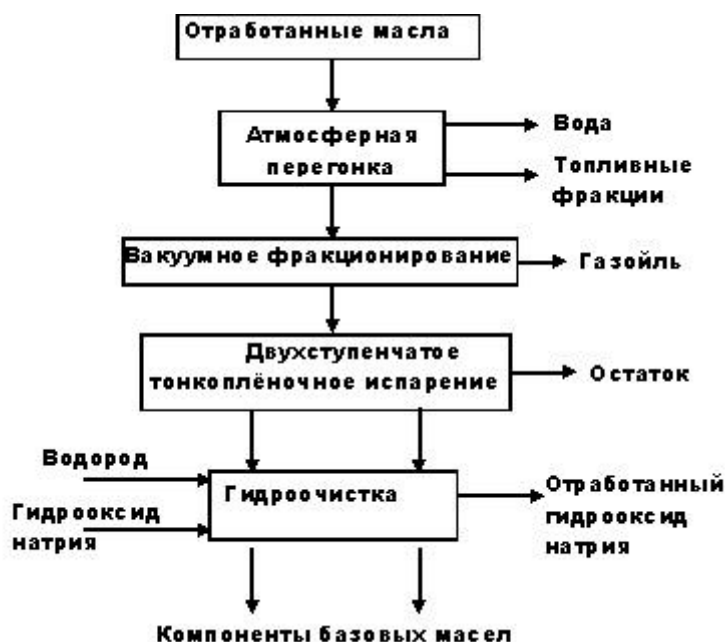 Отработанные масла
Атмосферная
перегонка
Вода
Топливные
фракции
Вакуумное фракционирование
Газойль
Двухступенчатое
тонкоплёночное испарение
Остаток
Водород
Гидрооксид
натрия
Гидроочистка
Отработанный
гидрооксид
натрия
Компоненты базовых масел